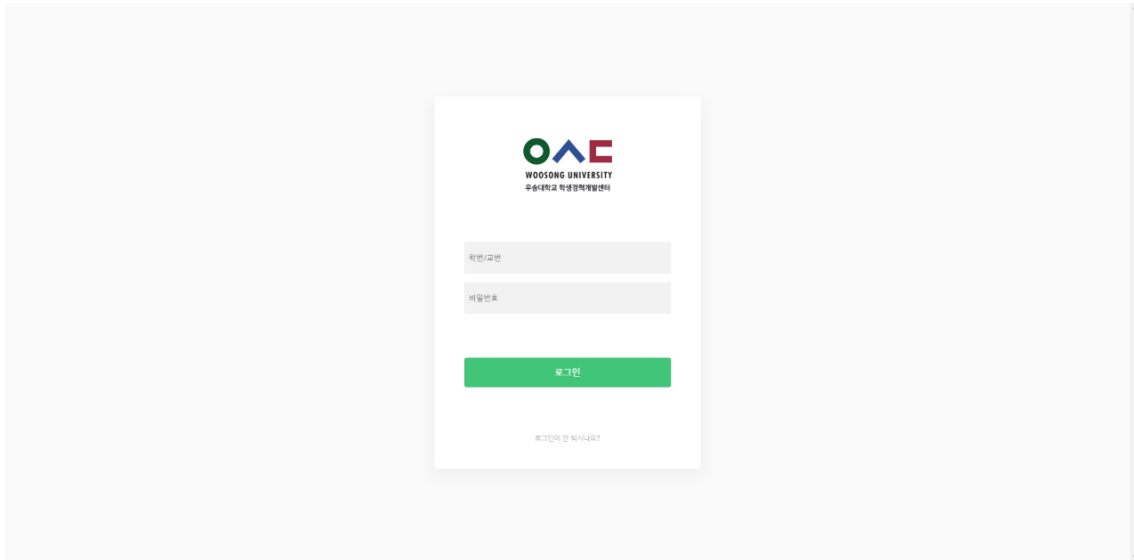 WOOSONG UNIVERSITY
우송대학교 학생경력개발센터
학번/교번
비밀번호
로그인
로그인이 안 되시나요?